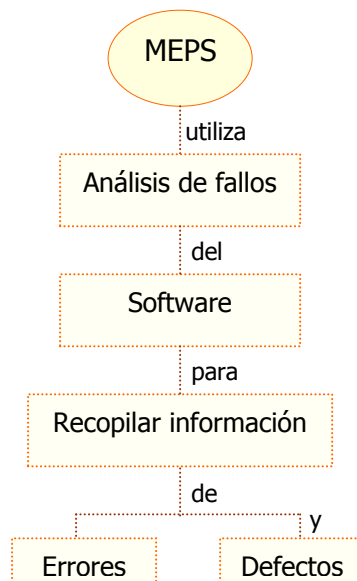 MEPS
utiliza
Análisis de fallos
del
Software
para
Recopilar información
de
y
Errores
Defectos